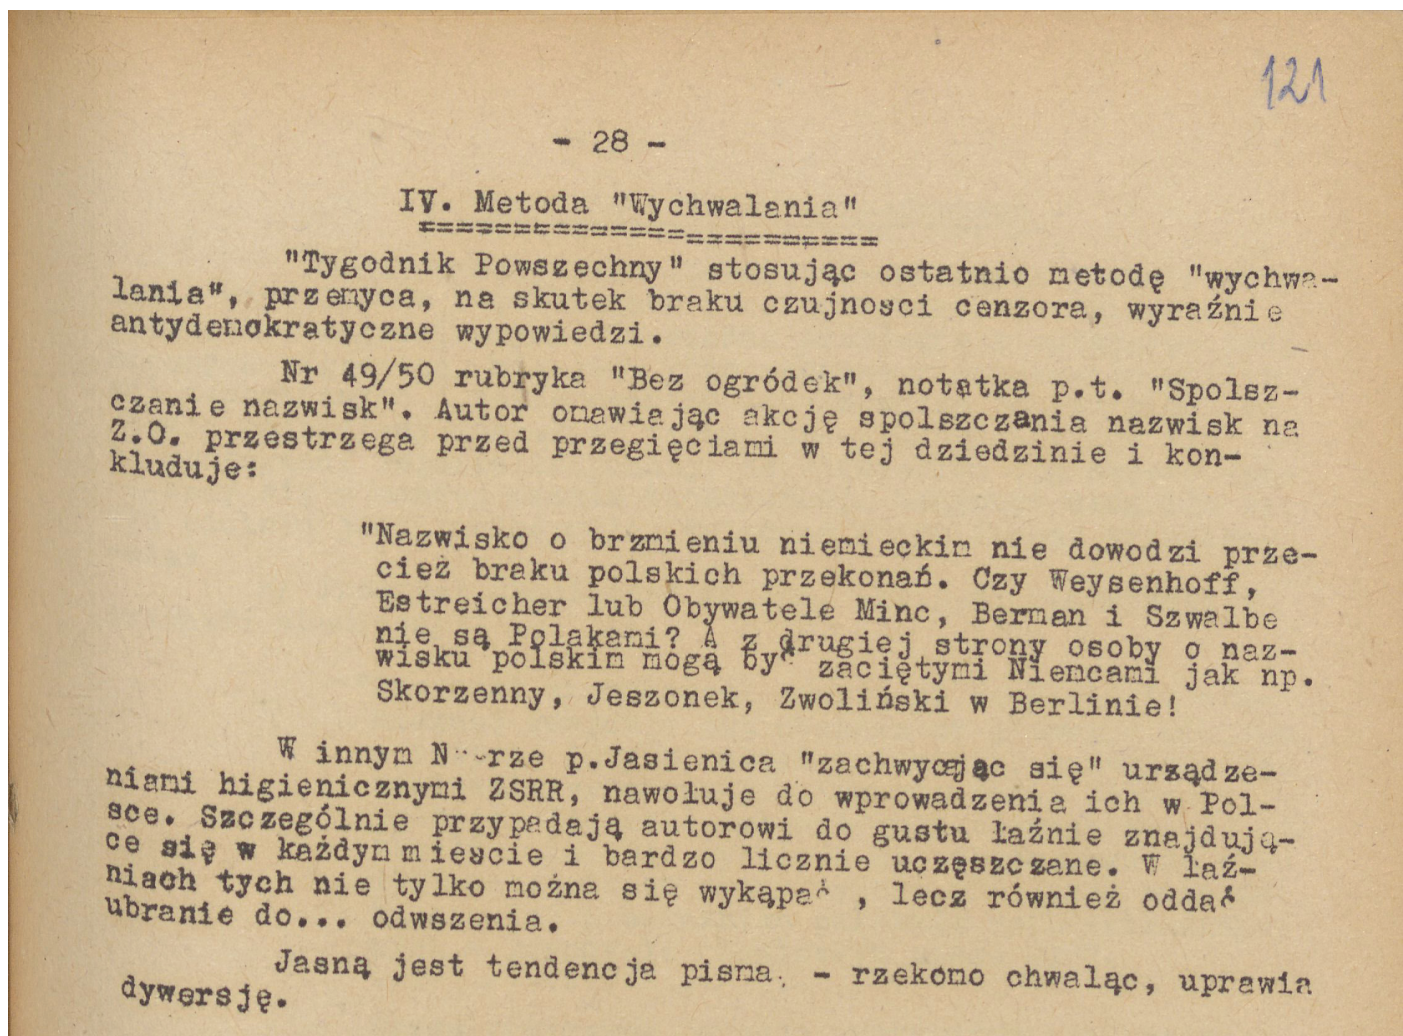 121
- 28 -
IV. Metoda "Wychwalania"
=========================
"Tygodnik Powszechny" stosując ostatnio metodę "wychwa-
lania", przemyca, na skutek braku czujności cenzora, wyraźnie
antydemokratyczne wypowiedzi.
Nr 49/50 rubryka "Bez ogródek", notatka p.t. "Spolsz-
czanie nazwisk". Autor omawiając akcję spolszczania nazwisk na
Z.O. przestrzega przed przegięciami w tej dziedzinie i kon-
kluduje:
"Nazwisko o brzmieniu niemieckim nie dowodzi prze-
cież braku polskich przekonań. Czy Weysenhoff,
Estreicher lub Obywatele Minc, Berman i Szwalbe
nie są Polakami? A z drugiej strony osoby o naz-
wisku polskim mogą być zaciętymi Niemcami jak np.
Skorzenny, Jeszonek, Zwoliński w Berlinie!
W innym p.Jasienica "zachwycając się" urządze-
niami higienicznymi ZSRR, nawołuje do wprowadzenia ich w Pol-
sce. Szczególnie przypadają autorowi do gustu łaźnie znajdują-
ce się w każdym mieście i bardzo licznie uczęszczane. W łaź-
niach tych nie tylko można się wykąpać , lecz również oddać
ubranie do... odwszenia.
Jasną jest tendencja pisma - rzekomo chwaląc, uprawia
dywersję.